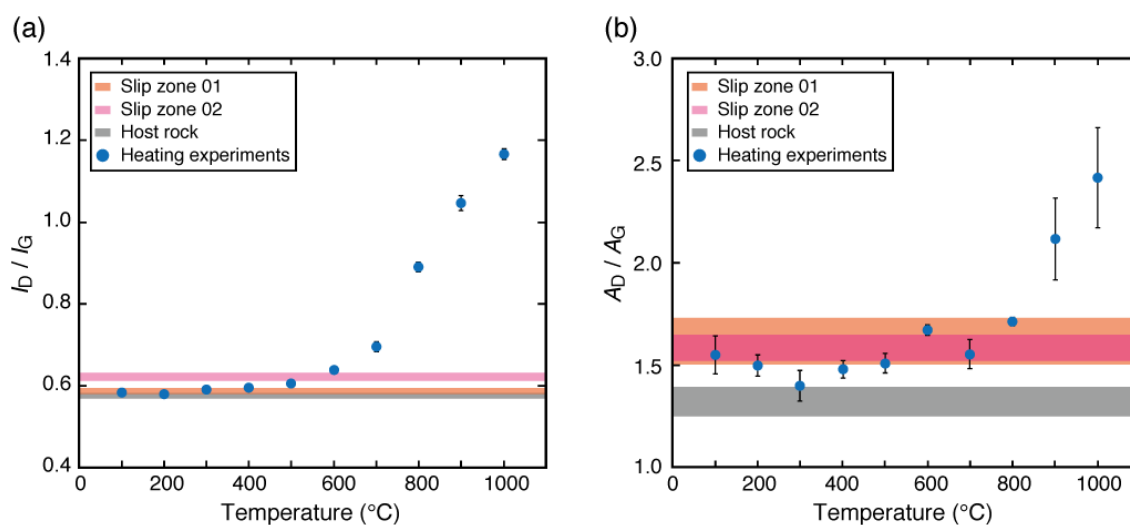 (a)
1.4
1.2
1.0
0.8
0.6
0.4
I_D / I_G
Slip zone 01
Slip zone 02
Host rock
Heating experiments
0 200 400 600 800 1000
Temperature (°C)
(b)
3.0
2.5
2.0
1.5
1.0
A_D / A_G
Slip zone 01
Slip zone 02
Host rock
Heating experiments
0 200 400 600 800 1000
Temperature (°C)